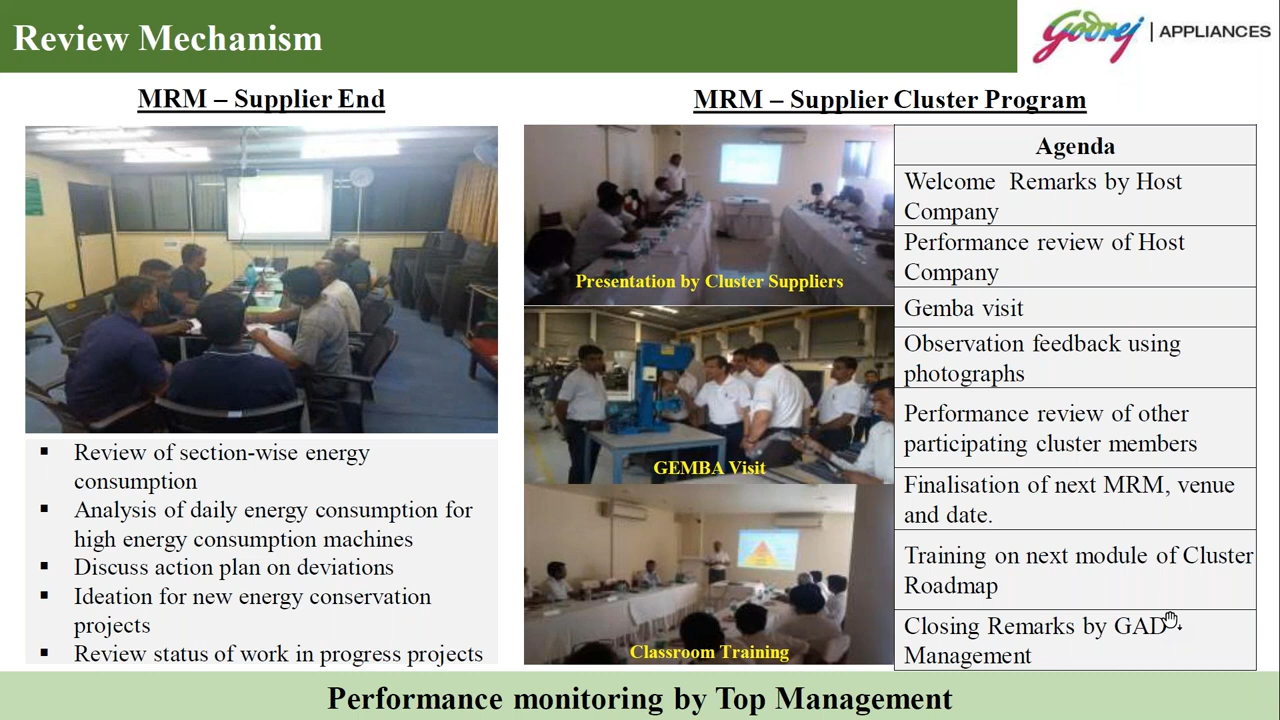 Review Mechanism
Godrej | APPLIANCES
MRM – Supplier End
MRM – Supplier Cluster Program
▪ Review of section-wise energy
consumption
▪ Analysis of daily energy consumption for
high energy consumption machines
▪ Discuss action plan on deviations
▪ Ideation for new energy conservation
projects
▪ Review status of work in progress projects
Presentation by Cluster Suppliers
GEMBA Visit
Classroom Training
Agenda
Welcome Remarks by Host
Company
Performance review of Host
Company
Gemba visit
Observation feedback using
photographs
Performance review of other
participating cluster members
Finalisation of next MRM, venue
and date.
Training on next module of Cluster
Roadmap
Closing Remarks by GAD
Management
Performance monitoring by Top Management